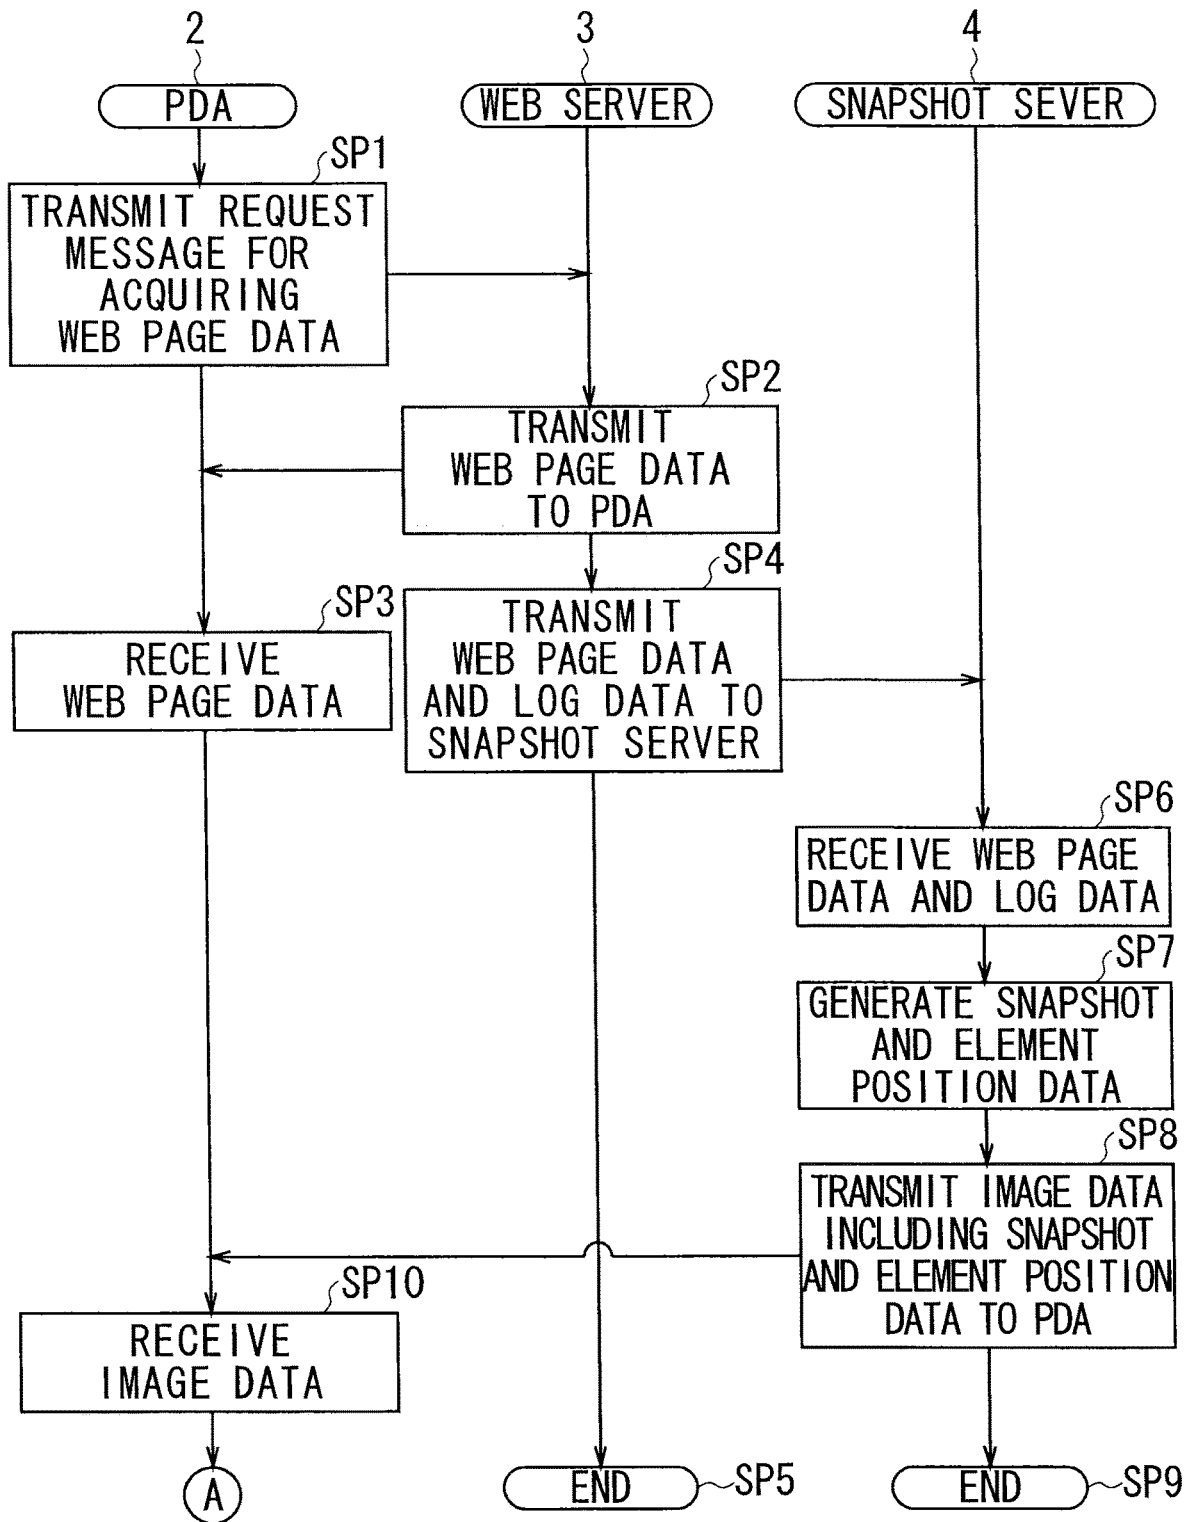 2
3
4
PDA
WEB SERVER
SNAPSHOT SEVER
SP1
TRANSMIT REQUEST
MESSAGE FOR
ACQUIRING
WEB PAGE DATA
SP2
TRANSMIT
WEB PAGE DATA
TO PDA
SP3
RECEIVE
WEB PAGE DATA
SP4
TRANSMIT
WEB PAGE DATA
AND LOG DATA TO
SNAPSHOT SERVER
SP6
RECEIVE WEB PAGE
DATA AND LOG DATA
SP7
GENERATE SNAPSHOT
AND ELEMENT
POSITION DATA
SP8
TRANSMIT IMAGE DATA
INCLUDING SNAPSHOT
AND ELEMENT POSITION
DATA TO PDA
SP10
RECEIVE
IMAGE DATA
A
END
SP5
END
SP9